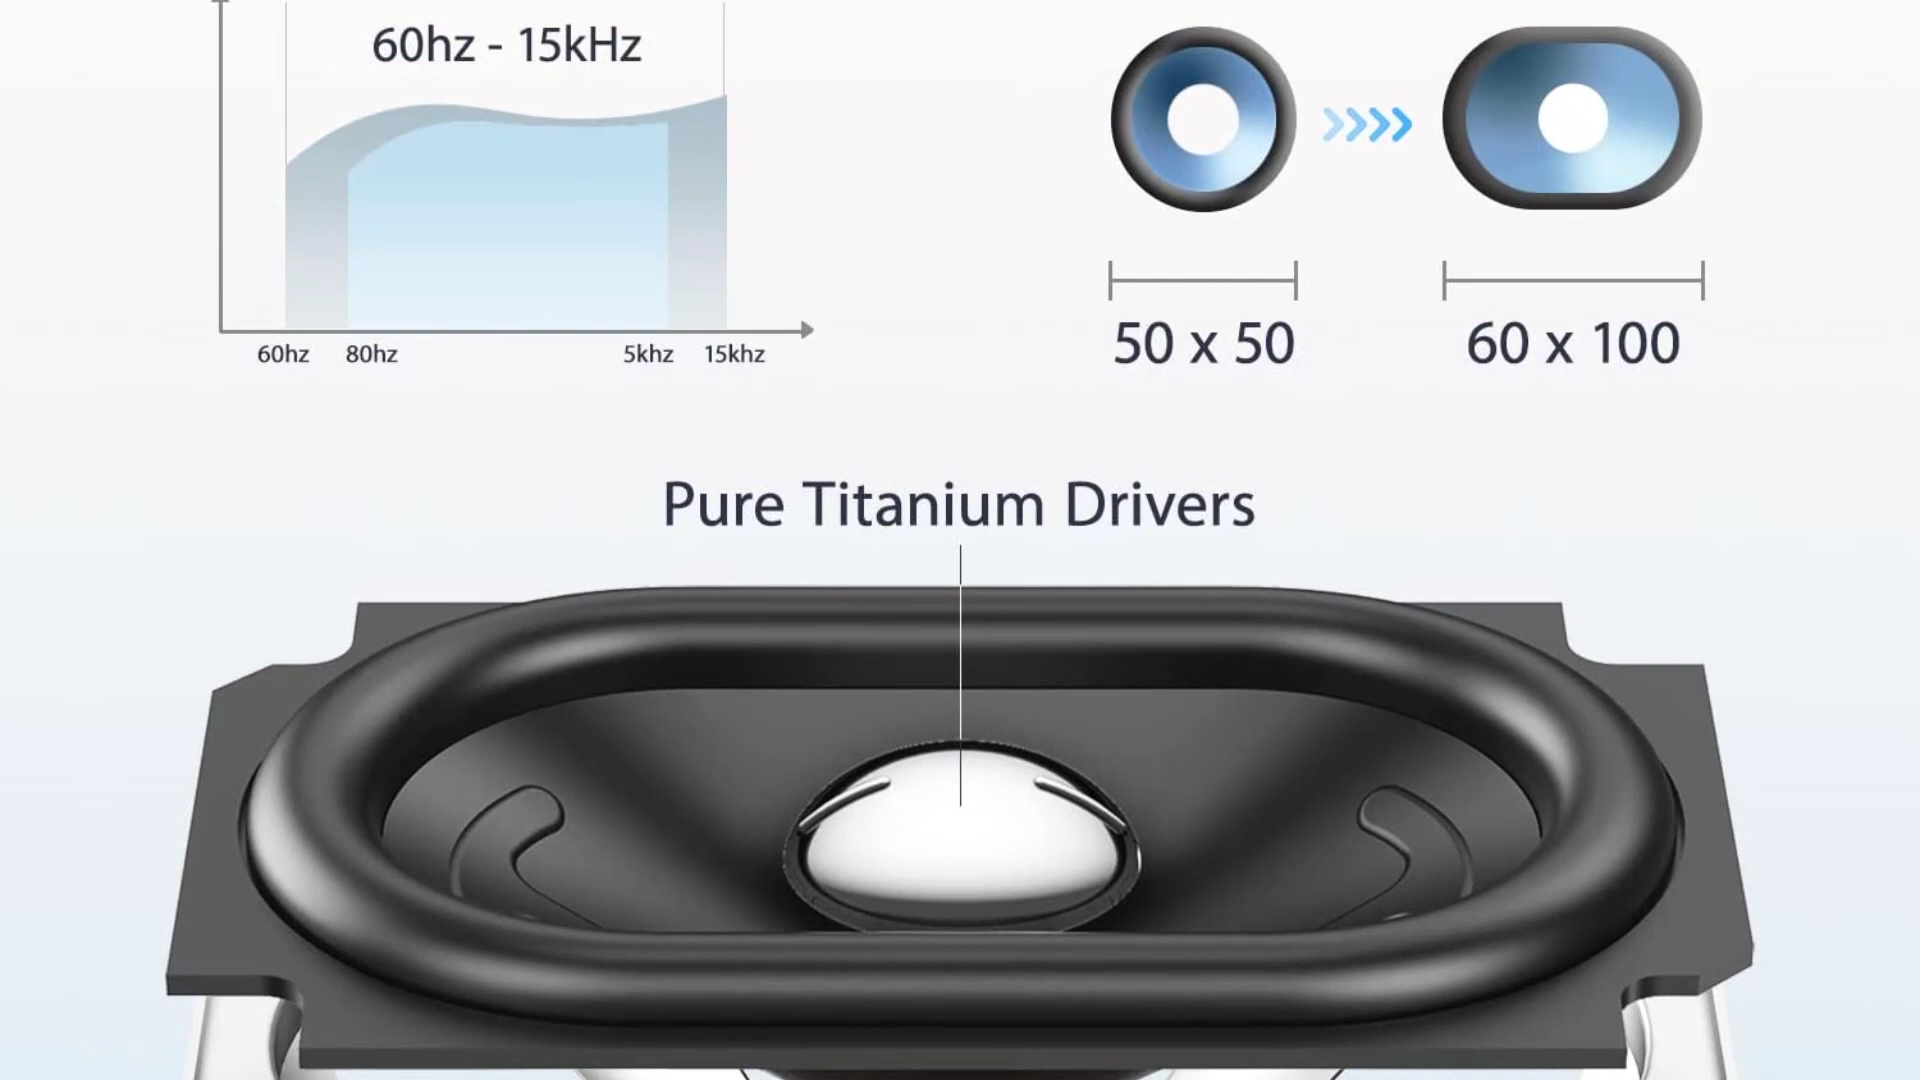 60hz - 15kHz
60hz 80hz 5khz 15khz
50 x 50
60 x 100
Pure Titanium Drivers